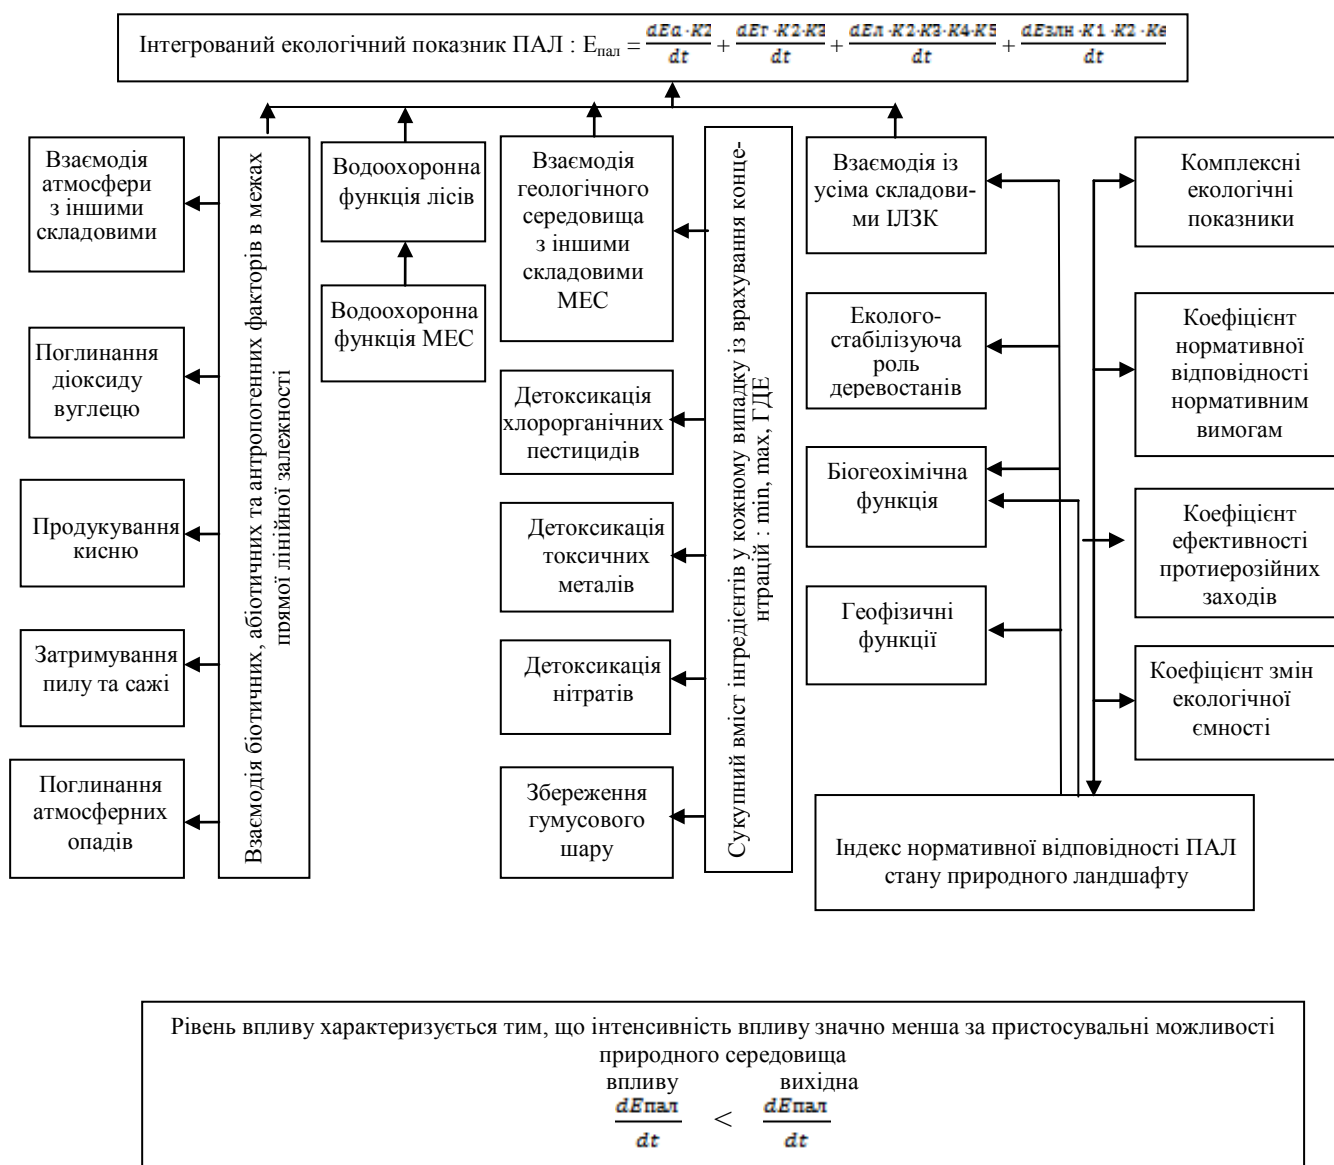 Інтегрований екологічний показник ПАЛ : Eпал = dEa·K2/dt + dEг·K2·K3/dt + dEл·K2·K3·K4·K5/dt + dEзлн·K1·K2·Ke/dt
Взаємодія
атмосфери
з іншими
складовими
Поглинання
діоксиду
вуглецю
Продукування
кисню
Затримування
пилу та сажі
Поглинання
атмосферних
опадів
Взаємодія біотичних, абіотичних та антропогенних факторів в межах
прямої лінійної залежності
Водоохоронна
функція лісів
Водоохоронна
функція МЕС
Взаємодія
геологічного
середовища
з іншими
складовими
МЕС
Детоксикація
хлорорганічних
пестицидів
Детоксикація
токсичних
металів
Детоксикація
нітратів
Збереження
гумусового
шару
Сукупний вміст інгредієнтів у кожному випадку із врахування конце-
нтрацій : min, max, ГДЕ
Взаємодія із
усіма складови-
ми ІЛЗК
Еколого-
стабілізуюча
роль
деревостанів
Біогеохімічна
функція
Геофізичні
функції
Комплексні
екологічні
показники
Коефіцієнт
нормативної
відповідності
нормативним
вимогам
Коефіцієнт
ефективності
протиерозійних
заходів
Коефіцієнт змін
екологічної
ємності
Індекс нормативної відповідності ПАЛ
стану природного ландшафту
Рівень впливу характеризується тим, що інтенсивність впливу значно менша за пристосувальні можливості
природного середовища
впливу вихідна
dEпал/dt < dEпал/dt